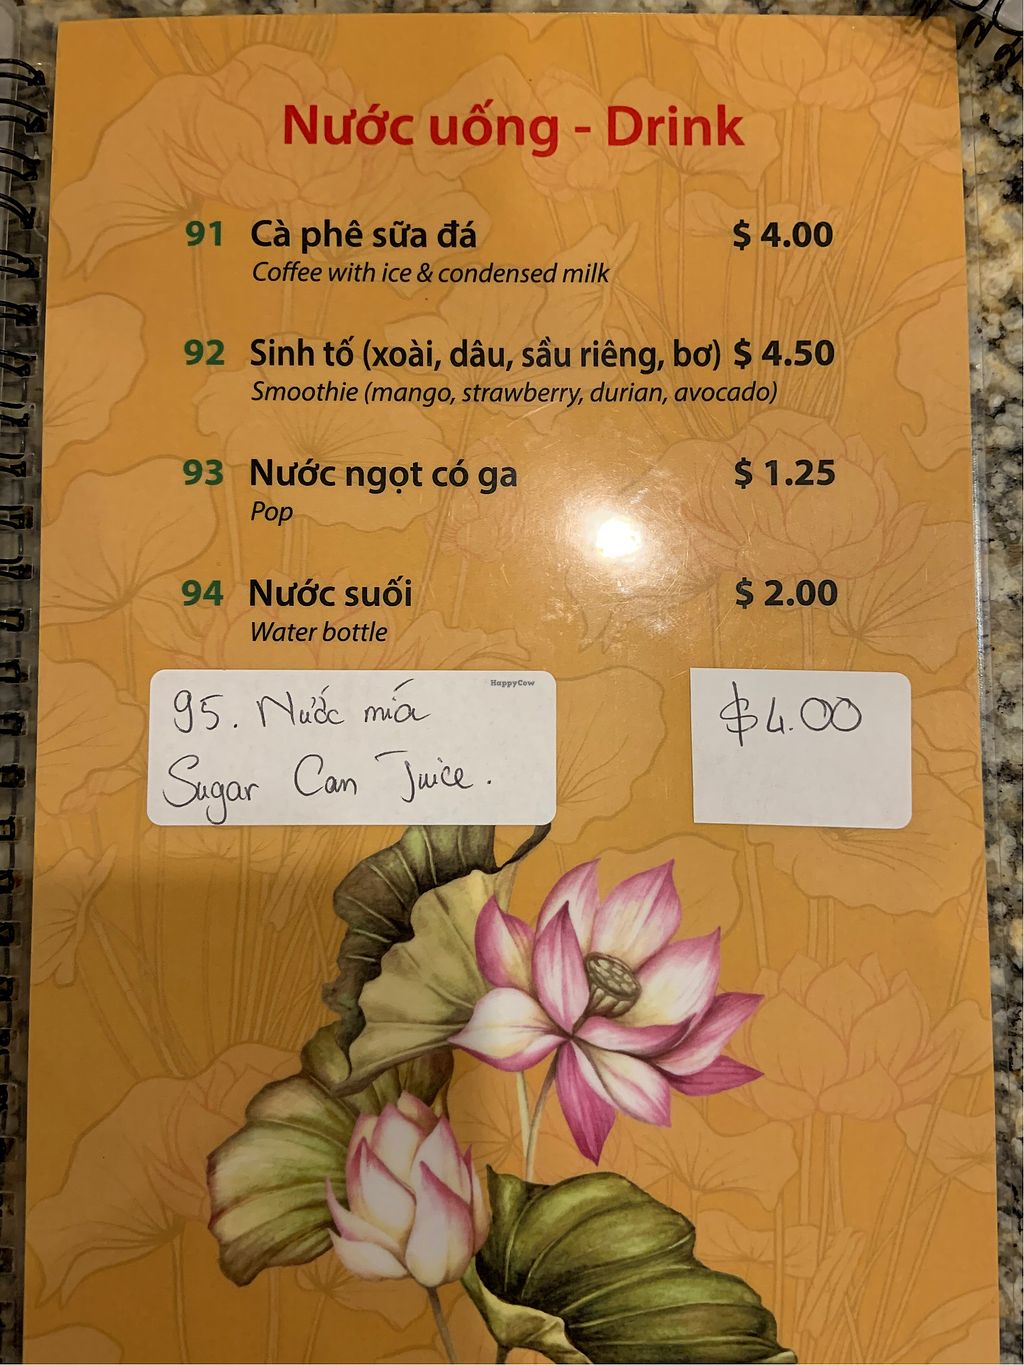 Nước uống - Drink
91 Cà phê sữa đá $ 4.00
Coffee with ice & condensed milk
92 Sinh tố (xoài, dâu, sầu riêng, bơ) $ 4.50
Smoothie (mango, strawberry, durian, avocado)
93 Nước ngọt có ga $ 1.25
Pop
94 Nước suối $ 2.00
Water bottle
HappyCow
95. Nước mía $4.00
Sugar Can Juice.